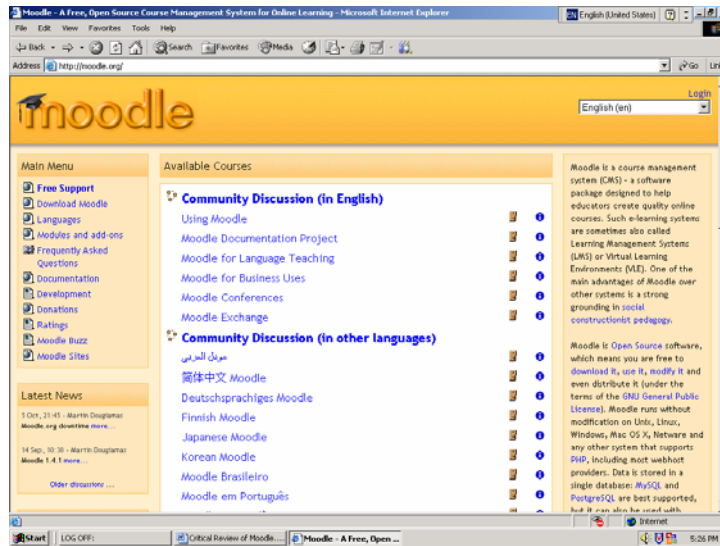 Moodle - A Free, Open Source Course Management System for Online Learning - Microsoft Internet Explorer
EN English (United States)
File Edit View Favorites Tools Help
Back Search Favorites Media
Address http://moodle.org/ Go
moodle
Login
English (en)
Main Menu
Free Support
Download Moodle
Languages
Modules and add-ons
Frequently Asked
Questions
Documentation
Development
Donations
Ratings
Moodle Buzz
Moodle Sites
Latest News
5 Oct, 21:45 - Martin Dougiamas
Moodle.org downtime more...
14 Sep, 10:38 - Martin Dougiamas
Moodle 1.4.1 more...
Older discussions ...
Available Courses
Community Discussion (in English)
Using Moodle
Moodle Documentation Project
Moodle for Language Teaching
Moodle for Business Uses
Moodle Conferences
Moodle Exchange
Community Discussion (in other languages)
مودل العربي
简体中文 Moodle
Deutschsprachiges Moodle
Finnish Moodle
Japanese Moodle
Korean Moodle
Moodle Brasileiro
Moodle em Português
Moodle is a course management
system (CMS) - a software
package designed to help
educators create quality online
courses. Such e-learning systems
are sometimes also called
Learning Management Systems
(LMS) or Virtual Learning
Environments (VLE). One of the
main advantages of Moodle over
other systems is a strong
grounding in social
constructionist pedagogy.
Moodle is Open Source software,
which means you are free to
download it, use it, modify it and
even distribute it (under the
terms of the GNU General Public
License). Moodle runs without
modification on Unix, Linux,
Windows, Mac OS X, Netware and
any other system that supports
PHP, including most webhost
providers. Data is stored in a
single database: MySQL and
PostgreSQL are best supported,
but it can also be used with
Internet
Start LOG OFF: Critical Review of Moodle.... Moodle - A Free, Open ... 5:26 PM